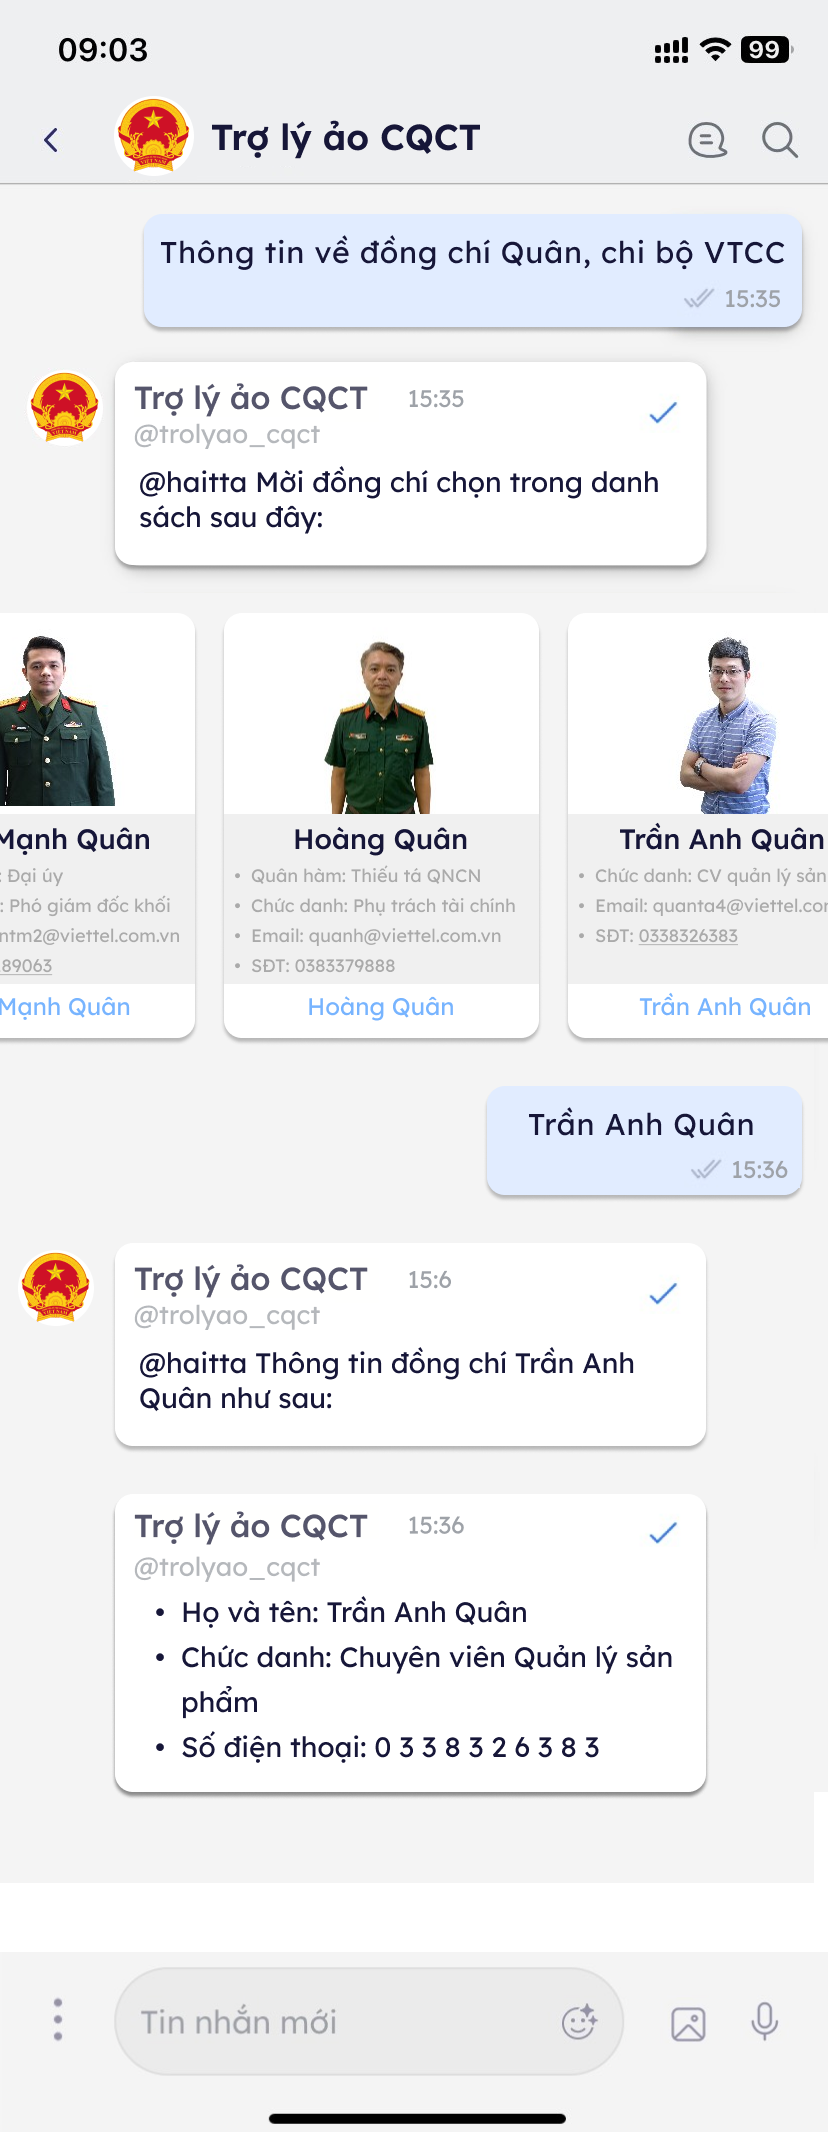 09:03
99
Trợ lý ảo CQCT
Thông tin về đồng chí Quân, chi bộ VTCC
15:35
Trợ lý ảo CQCT 15:35
@trolyao_cqct
@haitta Mời đồng chí chọn trong danh
sách sau đây:
Mạnh Quân
: Đại úy
: Phó giám đốc khối
ntm2@viettel.com.vn
89063
Mạnh Quân
Hoàng Quân
• Quân hàm: Thiếu tá QNCN
• Chức danh: Phụ trách tài chính
• Email: quanh@viettel.com.vn
• SĐT: 0383379888
Hoàng Quân
Trần Anh Quân
• Chức danh: CV quản lý sản
• Email: quanta4@viettel.cor
• SĐT: 0338326383
Trần Anh Quân
Trần Anh Quân
15:36
Trợ lý ảo CQCT 15:6
@trolyao_cqct
@haitta Thông tin đồng chí Trần Anh
Quân như sau:
Trợ lý ảo CQCT 15:36
@trolyao_cqct
• Họ và tên: Trần Anh Quân
• Chức danh: Chuyên viên Quản lý sản
phẩm
• Số điện thoại: 0 3 3 8 3 2 6 3 8 3
Tin nhắn mới